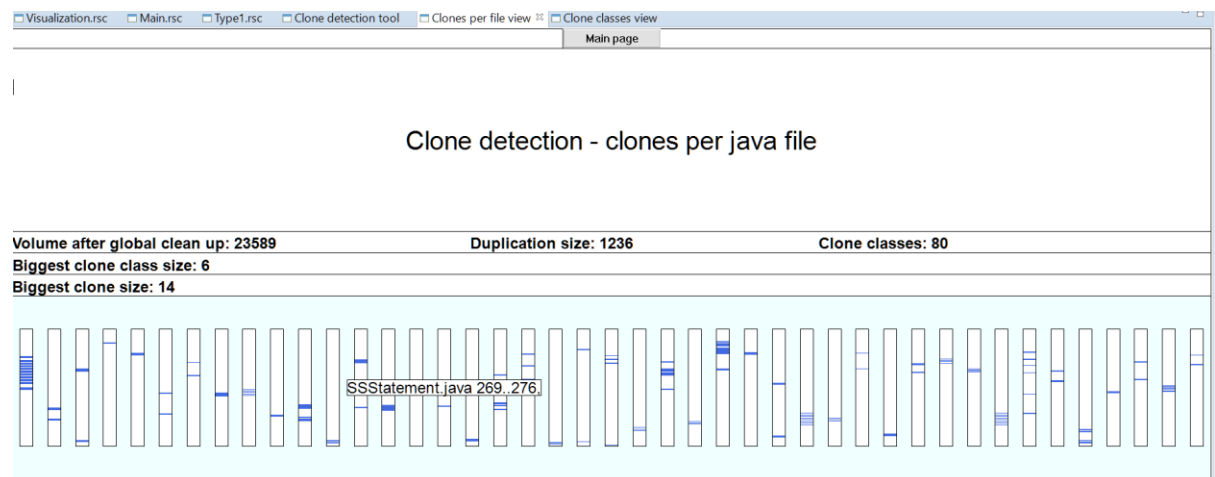 Visualization.rsc Main.rsc Type1.rsc Clone detection tool Clones per file view Clone classes view
Main page
Clone detection - clones per java file
Volume after global clean up: 23589 Duplication size: 1236 Clone classes: 80
Biggest clone class size: 6
Biggest clone size: 14
SSStatement.java 269..276,